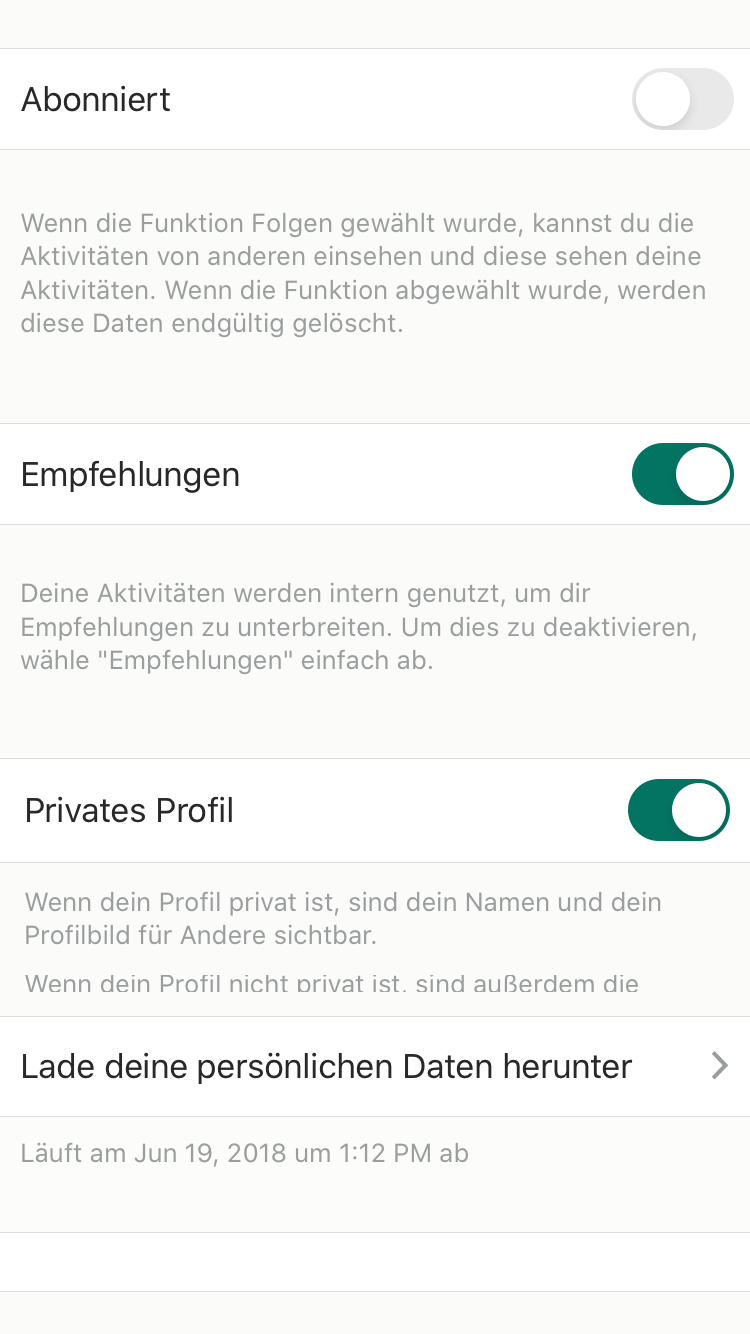 Abonniert
Wenn die Funktion Folgen gewählt wurde, kannst du die
Aktivitäten von anderen einsehen und diese sehen deine
Aktivitäten. Wenn die Funktion abgewählt wurde, werden
diese Daten endgültig gelöscht.
Empfehlungen
Deine Aktivitäten werden intern genutzt, um dir
Empfehlungen zu unterbreiten. Um dies zu deaktivieren,
wähle "Empfehlungen" einfach ab.
Privates Profil
Wenn dein Profil privat ist, sind dein Namen und dein
Profilbild für Andere sichtbar.
Wenn dein Profil nicht privat ist, sind außerdem die
Lade deine persönlichen Daten herunter
Läuft am Jun 19, 2018 um 1:12 PM ab